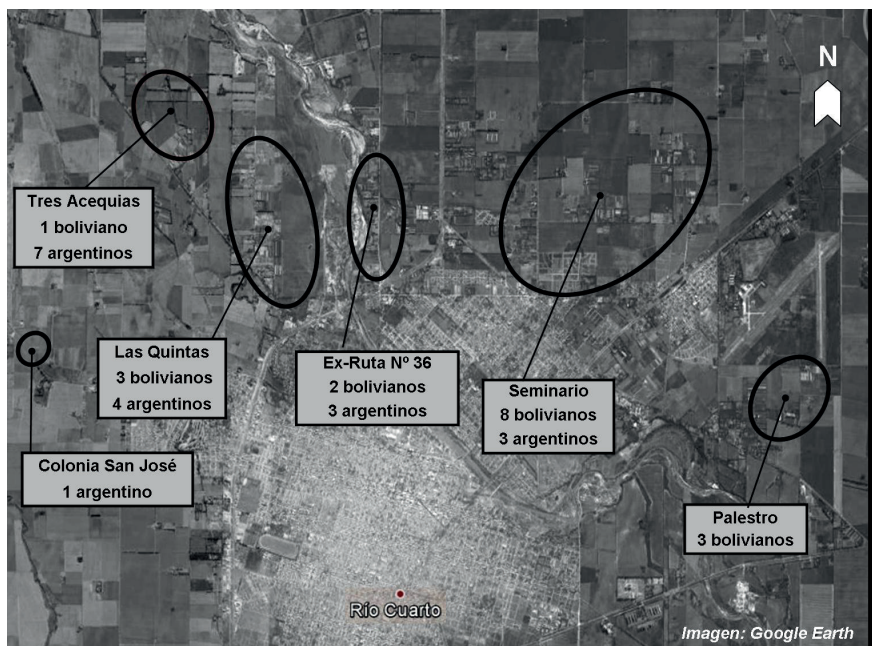 N
Tres Acequias
1 boliviano
7 argentinos
Las Quintas
3 bolivianos
4 argentinos
Ex-Ruta Nº 36
2 bolivianos
3 argentinos
Seminario
8 bolivianos
3 argentinos
Colonia San José
1 argentino
Palestro
3 bolivianos
Río Cuarto
Imagen: Google Earth